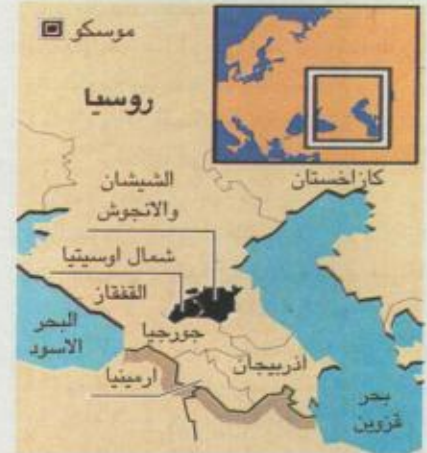 موسكو
روسيا
كازاخستان
الشيشان
والانجوش
شمال اوسيتيا
القفقاز
البحر
الاسود
جورجيا
اذربيجان
ارمينيا
بحر
قزوين